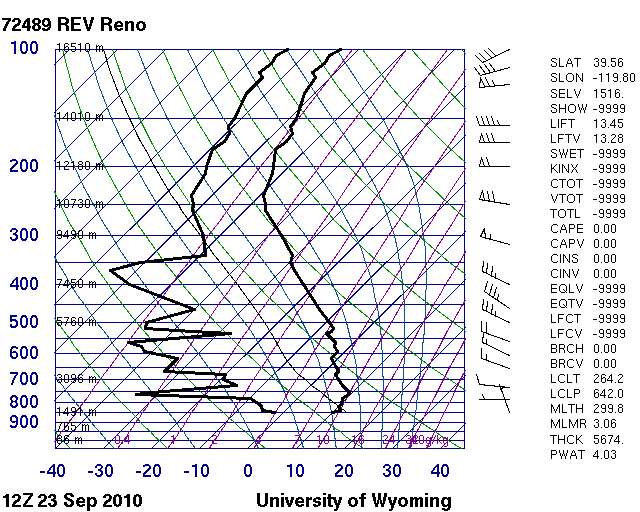 72489 REV Reno
100 16510 m
14010 m
200 12180 m
10730 m
300 9490 m
400 7450 m
500 5760 m
600
700 3096 m
800 1491 m
900 765 m
86 m 0.4 1 2 4 7 10 16 24 32 40g/kg
-40 -30 -20 -10 0 10 20 30 40
12Z 23 Sep 2010 University of Wyoming
SLAT 39.56
SLON -119.80
SELV 1516.
SHOW -9999
LIFT 13.45
LFTV 13.28
SWET -9999
KINX -9999
CTOT -9999
VTOT -9999
TOTL -9999
CAPE 0.00
CAPV 0.00
CINS 0.00
CINV 0.00
EQLV -9999
EQTV -9999
LFCT -9999
LFCV -9999
BRCH 0.00
BRCV 0.00
LCLT 264.2
LCLP 642.0
MLTH 299.8
MLMR 3.06
THCK 5674.
PWAT 4.03